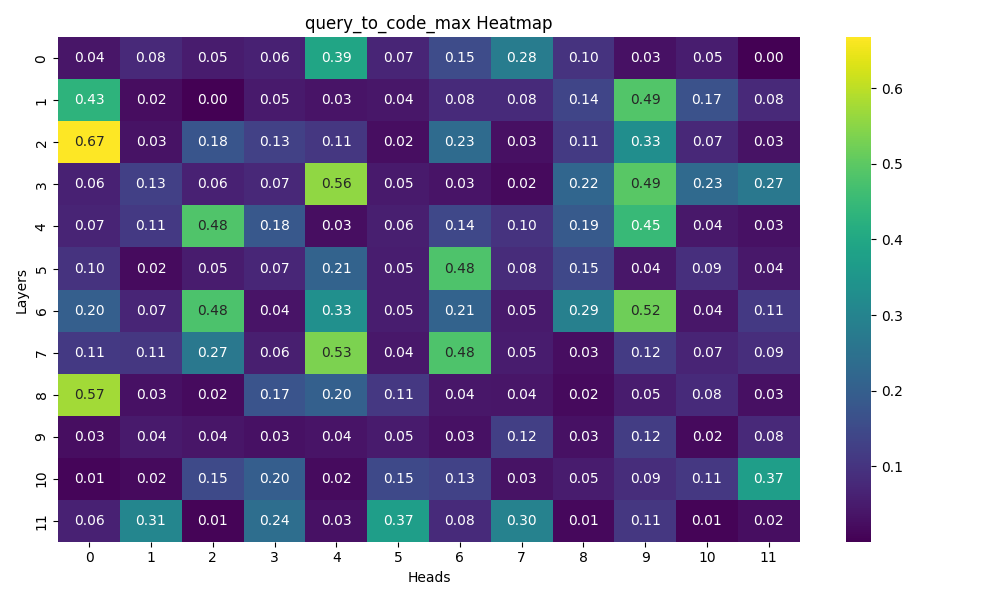 query_to_code_max Heatmap
0 0.04 0.08 0.05 0.06 0.39 0.07 0.15 0.28 0.10 0.03 0.05 0.00
1 0.43 0.02 0.00 0.05 0.03 0.04 0.08 0.08 0.14 0.49 0.17 0.08
2 0.67 0.03 0.18 0.13 0.11 0.02 0.23 0.03 0.11 0.33 0.07 0.03
3 0.06 0.13 0.06 0.07 0.56 0.05 0.03 0.02 0.22 0.49 0.23 0.27
4 0.07 0.11 0.48 0.18 0.03 0.06 0.14 0.10 0.19 0.45 0.04 0.03
5 0.10 0.02 0.05 0.07 0.21 0.05 0.48 0.08 0.15 0.04 0.09 0.04
6 0.20 0.07 0.48 0.04 0.33 0.05 0.21 0.05 0.29 0.52 0.04 0.11
7 0.11 0.11 0.27 0.06 0.53 0.04 0.48 0.05 0.03 0.12 0.07 0.09
8 0.57 0.03 0.02 0.17 0.20 0.11 0.04 0.04 0.02 0.05 0.08 0.03
9 0.03 0.04 0.04 0.03 0.04 0.05 0.03 0.12 0.03 0.12 0.02 0.08
10 0.01 0.02 0.15 0.20 0.02 0.15 0.13 0.03 0.05 0.09 0.11 0.37
11 0.06 0.31 0.01 0.24 0.03 0.37 0.08 0.30 0.01 0.11 0.01 0.02
0 1 2 3 4 5 6 7 8 9 10 11
Heads
Layers
0.6
0.5
0.4
0.3
0.2
0.1